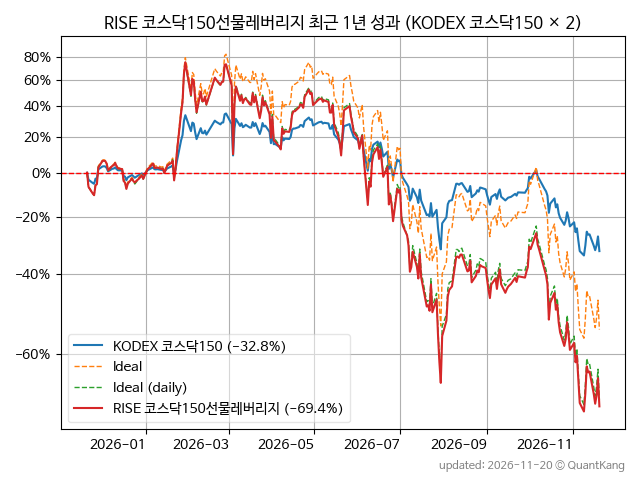 RISE 코스닥150선물레버리지 최근 1년 성과 (KODEX 코스닥150 × 2)
80%
60%
40%
20%
0%
−20%
−40%
−60%
KODEX 코스닥150 (−32.8%)
Ideal
Ideal (daily)
RISE 코스닥150선물레버리지 (−69.4%)
2026-01 2026-03 2026-05 2026-07 2026-09 2026-11
updated: 2026-11-20 © QuantKang